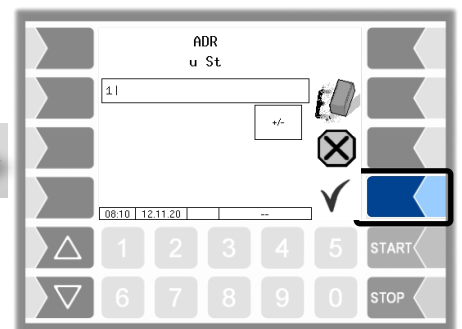 ADR
u St
1|
+/-
08:10 12.11.20 --
1 2 3 4 5 START
6 7 8 9 0 STOP